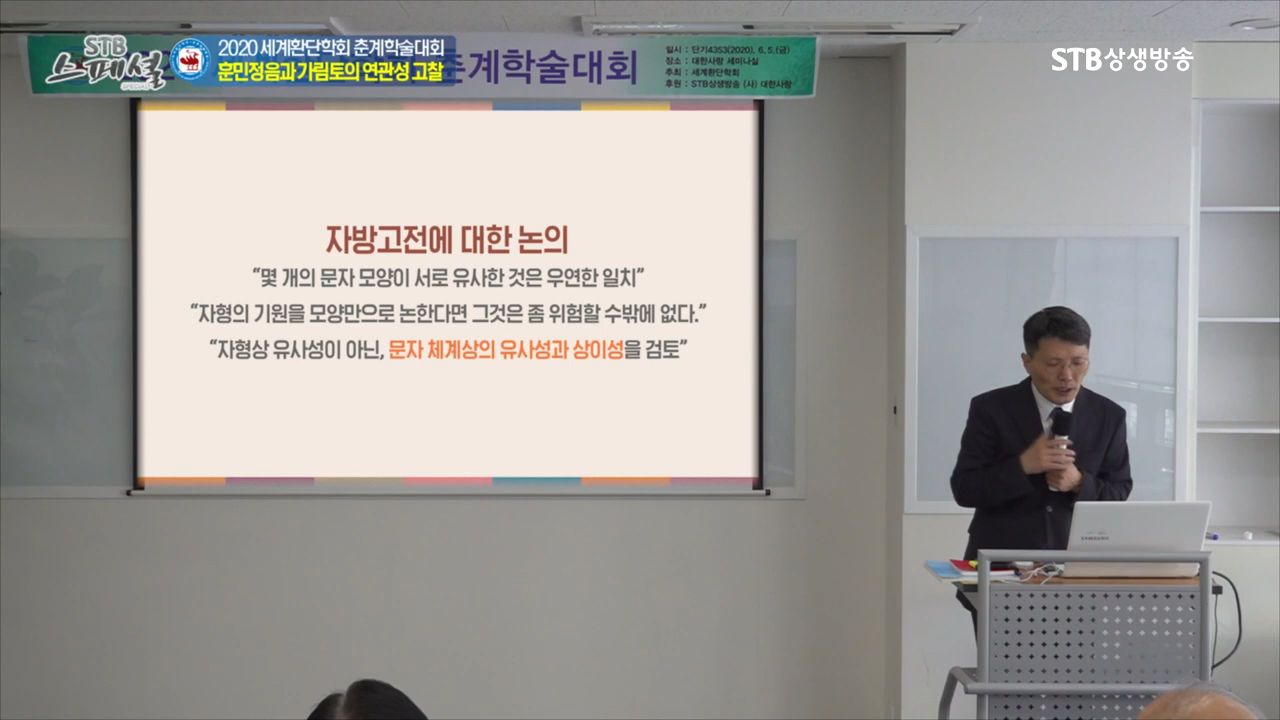 STB
스페셜
SPECIAL
2020 세계환단학회 춘계학술대회
훈민정음과 가림토의 연관성 고찰
춘계학술대회
일시 : 단기4353(2020). 6. 5.(금)
장소 : 대한사랑 세미나실
주최 : 세계환단학회
후원 : STB상생방송 (사) 대한사랑
STB상생방송
자방고전에 대한 논의
“몇 개의 문자 모양이 서로 유사한 것은 우연한 일치”
“자형의 기원을 모양만으로 논한다면 그것은 좀 위험할 수밖에 없다.”
“자형상 유사성이 아닌, 문자 체계상의 유사성과 상이성을 검토”
SAMSUNG